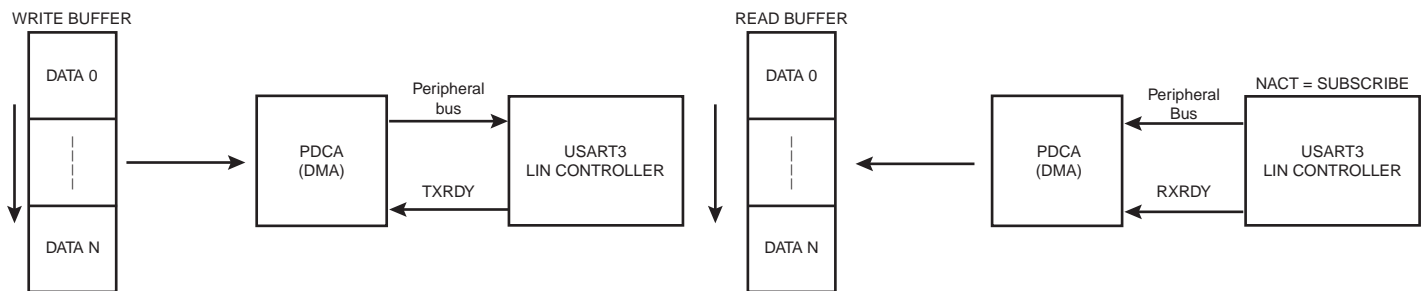 WRITE BUFFER
DATA 0
DATA N
PDCA
(DMA)
Peripheral
bus
TXRDY
USART3
LIN CONTROLLER
READ BUFFER
DATA 0
DATA N
PDCA
(DMA)
Peripheral
Bus
RXRDY
NACT = SUBSCRIBE
USART3
LIN CONTROLLER